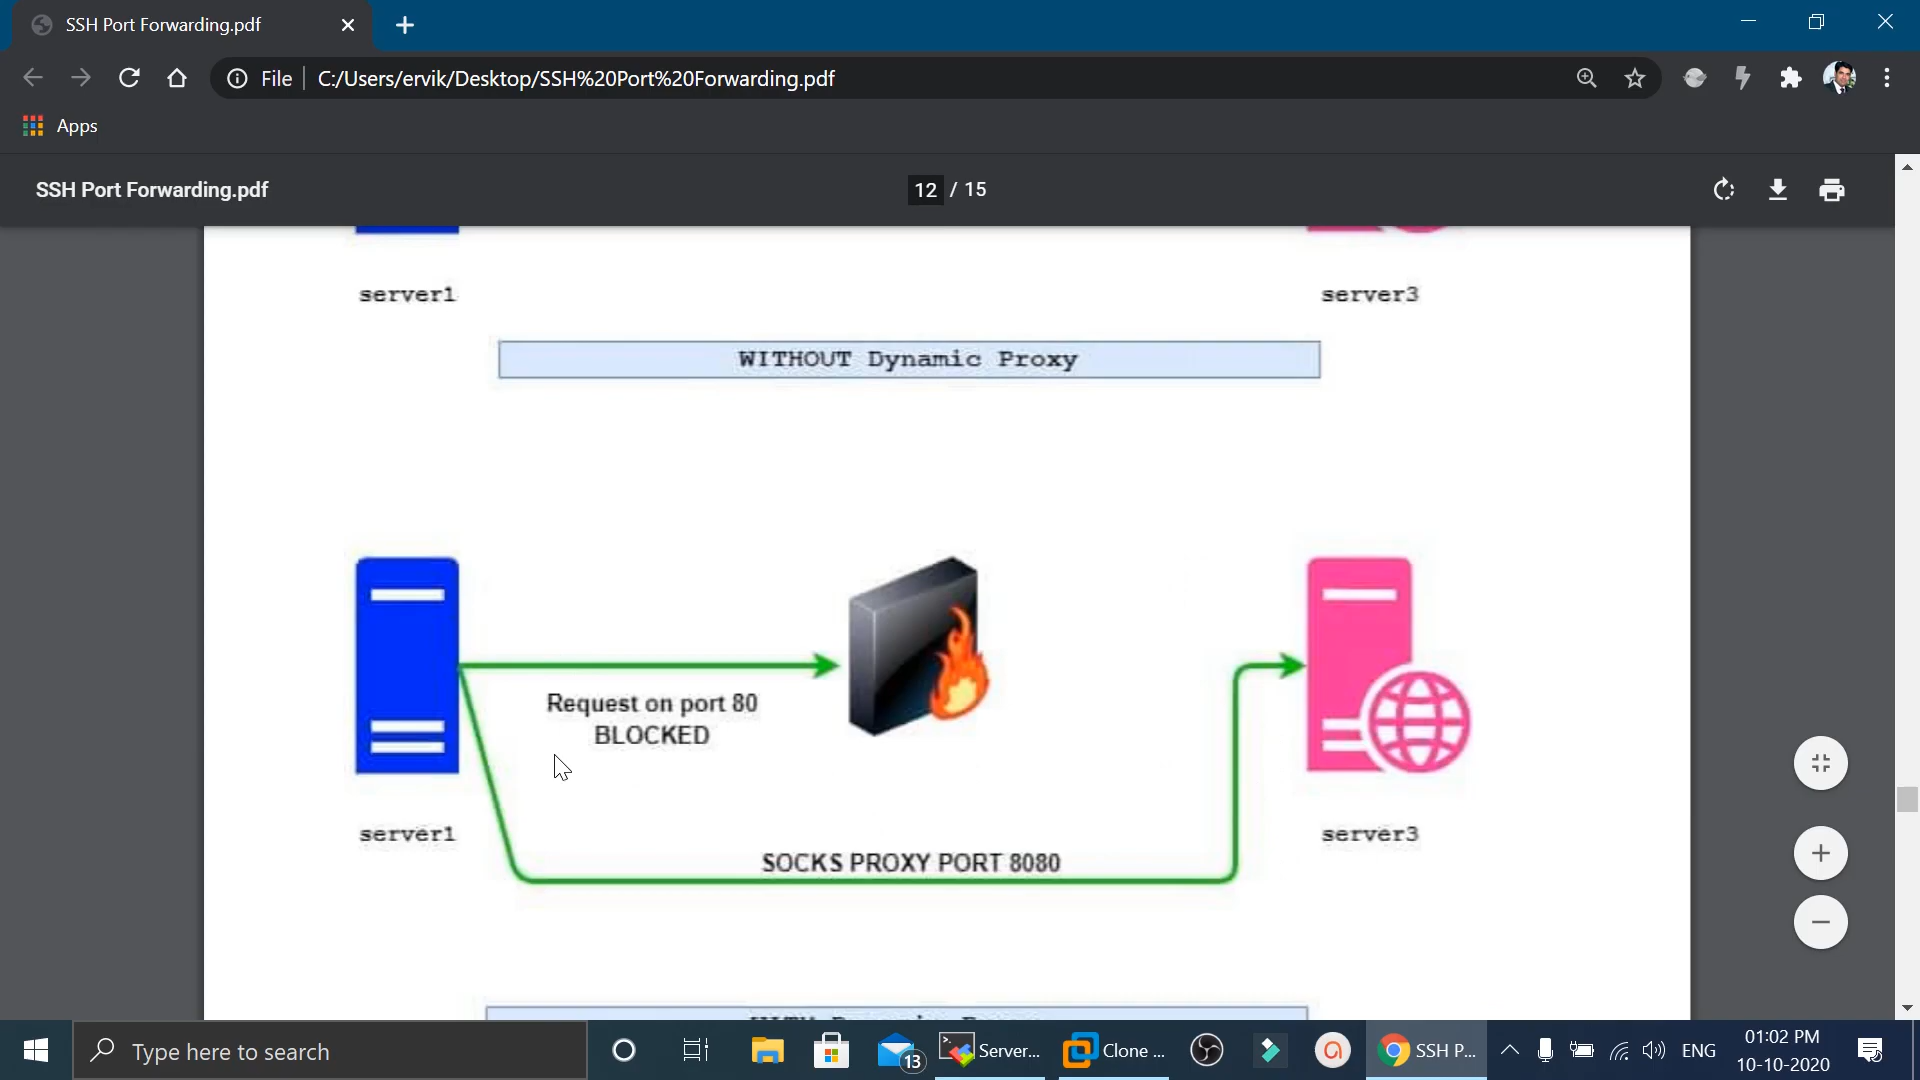 SSH Port Forwarding.pdf
File
C:/Users/ervik/Desktop/SSH%20Port%20Forwarding.pdf
Apps
SSH Port Forwarding.pdf
12 / 15
server1
server3
WITHOUT Dynamic Proxy
Request on port 80
BLOCKED
server1
server3
SOCKS PROXY PORT 8080
Type here to search
13
Server...
Clone ...
SSH P...
ENG
01:02 PM
10-10-2020